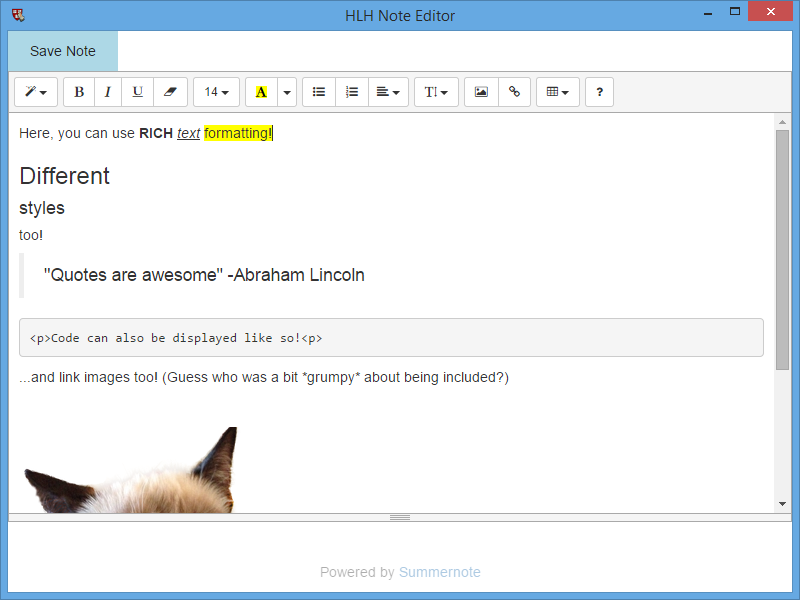 HLH Note Editor
Save Note
B I U 14 A T ?
Here, you can use RICH text formatting!
Different
styles
too!
"Quotes are awesome" -Abraham Lincoln
<p>Code can also be displayed like so!<p>
...and link images too! (Guess who was a bit *grumpy* about being included?)
Powered by Summernote